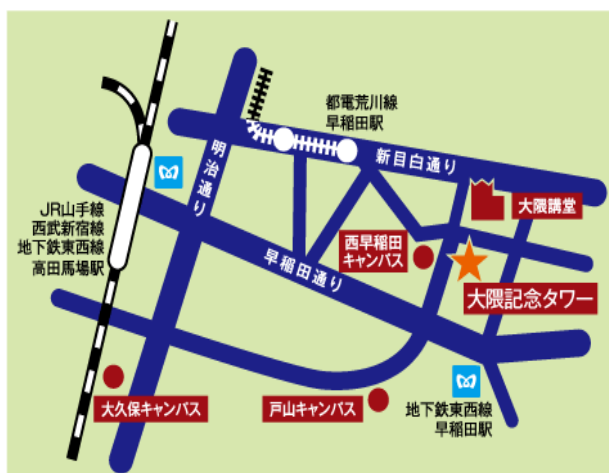 都電荒川線
早稲田駅
新目白通り
明治通り
JR山手線
西武新宿線
地下鉄東西線
高田馬場駅
大隈講堂
西早稲田
キャンパス
早稲田通り
大隈記念タワー
大久保キャンパス
戸山キャンパス
地下鉄東西線
早稲田駅